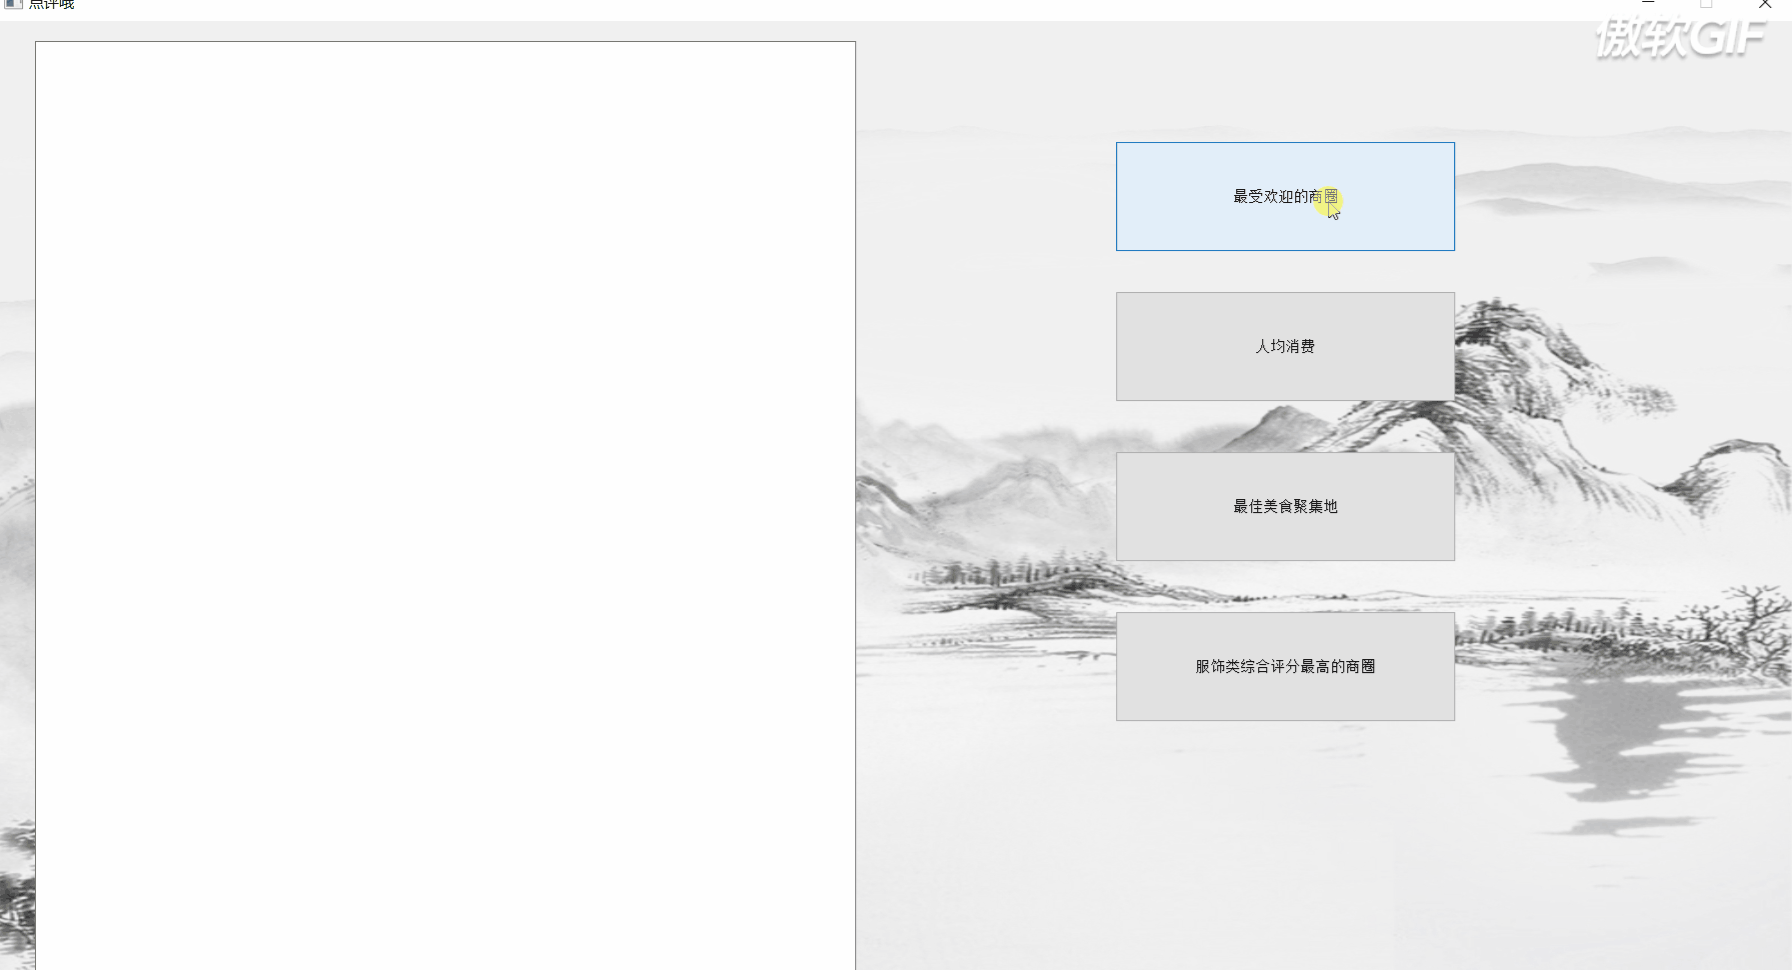 点评哦
傲软GIF
最受欢迎的商圈
人均消费
最佳美食聚集地
服饰类综合评分最高的商圈